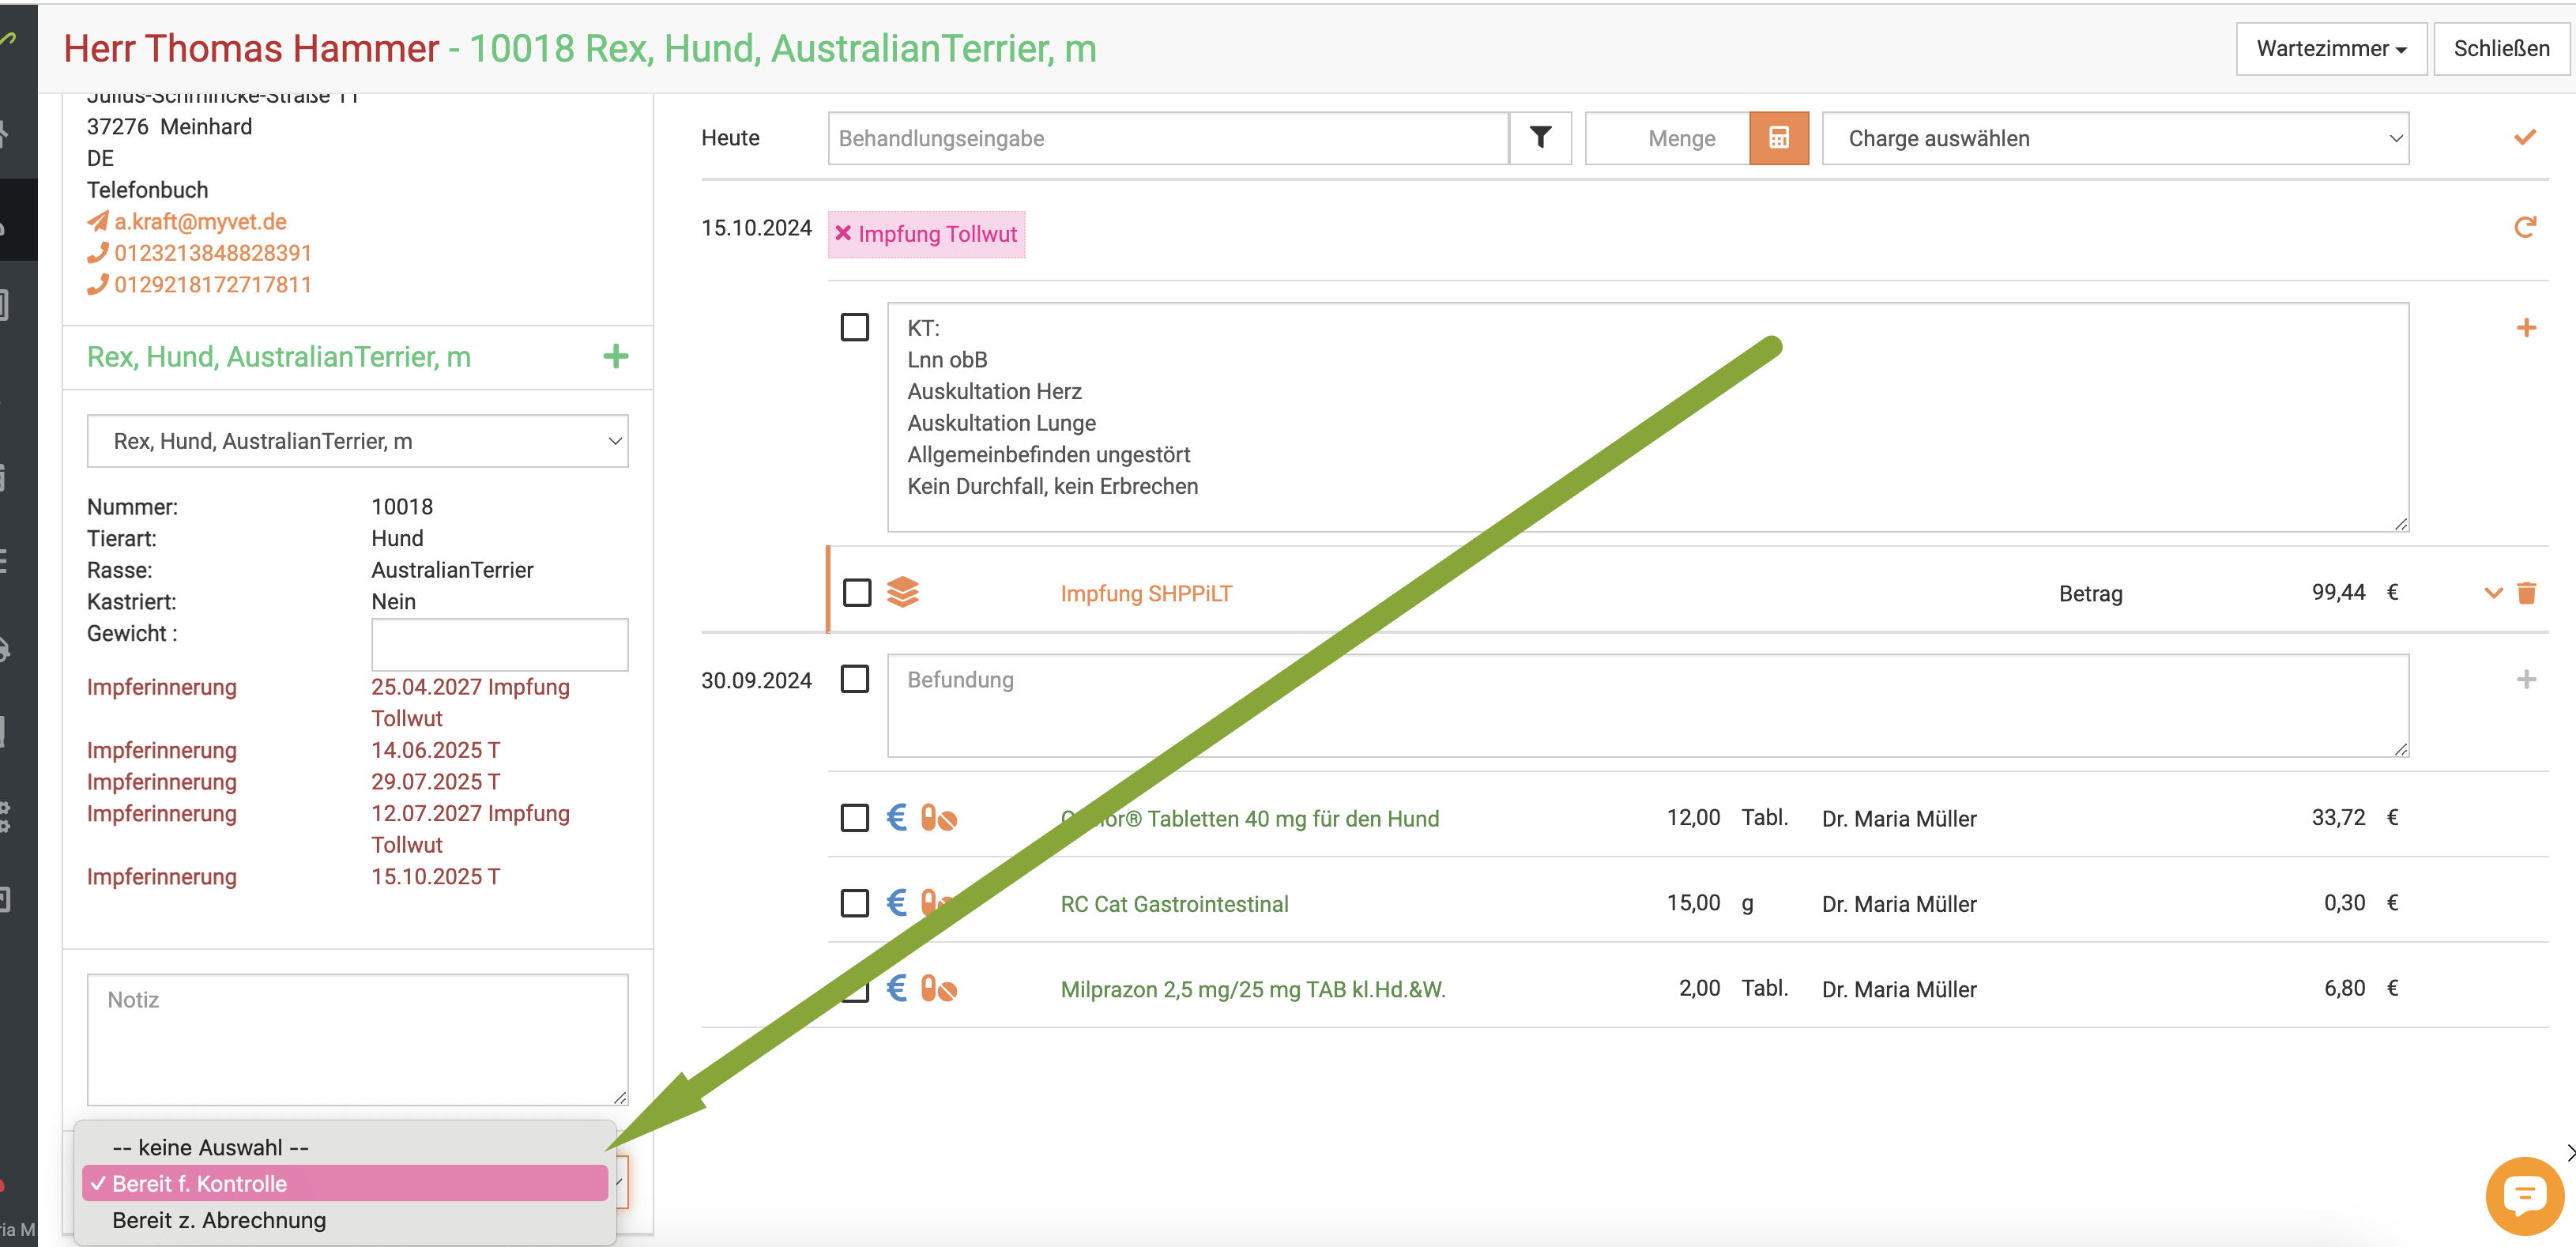 Herr Thomas Hammer - 10018 Rex, Hund, AustralianTerrier, m
Wartezimmer
Schließen
Julius-Schmincke-Straße 11
37276 Meinhard
DE
Telefonbuch
a.kraft@myvet.de
0123213848828391
0129218172717811
Rex, Hund, AustralianTerrier, m
Rex, Hund, AustralianTerrier, m
Nummer: 10018
Tierart: Hund
Rasse: AustralianTerrier
Kastriert: Nein
Gewicht :
Impferinnerung 25.04.2027 Impfung
Tollwut
Impferinnerung 14.06.2025 T
Impferinnerung 29.07.2025 T
Impferinnerung 12.07.2027 Impfung
Tollwut
Impferinnerung 15.10.2025 T
Notiz
-- keine Auswahl --
✓ Bereit f. Kontrolle
Bereit z. Abrechnung
ria M
Heute Behandlungseingabe Menge Charge auswählen
15.10.2024 Impfung Tollwut
KT:
Lnn obB
Auskultation Herz
Auskultation Lunge
Allgemeinbefinden ungestört
Kein Durchfall, kein Erbrechen
Impfung SHPPiLT Betrag 99,44 €
30.09.2024 Befundung
€ Tabletten 40 mg für den Hund 12,00 Tabl. Dr. Maria Müller 33,72 €
€ RC Cat Gastrointestinal 15,00 g Dr. Maria Müller 0,30 €
€ Milprazon 2,5 mg/25 mg TAB kl.Hd.&W. 2,00 Tabl. Dr. Maria Müller 6,80 €